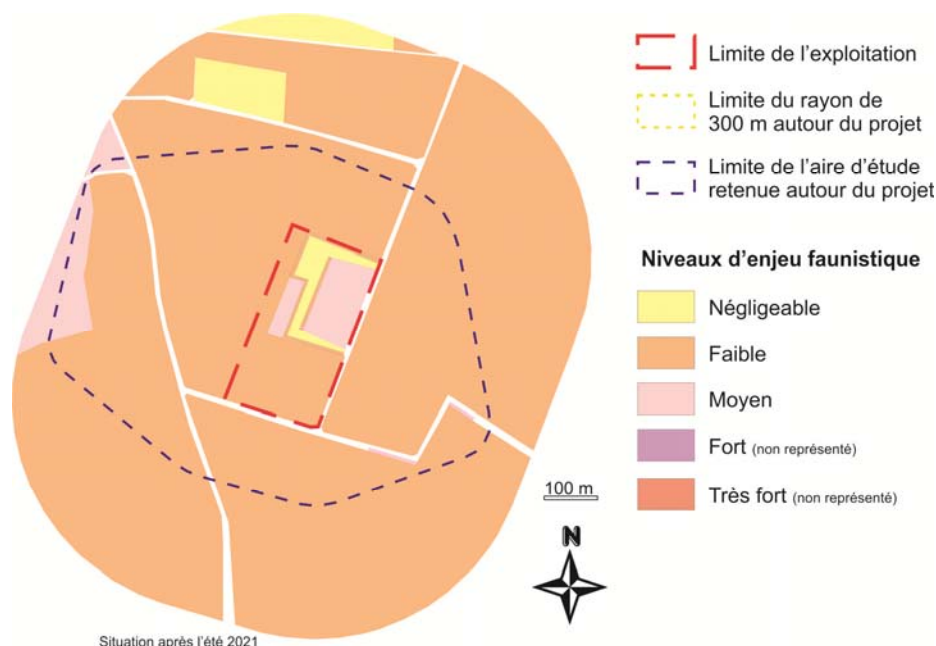 Limite de l'exploitation
Limite du rayon de
300 m autour du projet
Limite de l'aire d'étude
retenue autour du projet
Niveaux d'enjeu faunistique
Négligeable
Faible
Moyen
Fort (non représenté)
Très fort (non représenté)
100 m
N
Situation après l'été 2021